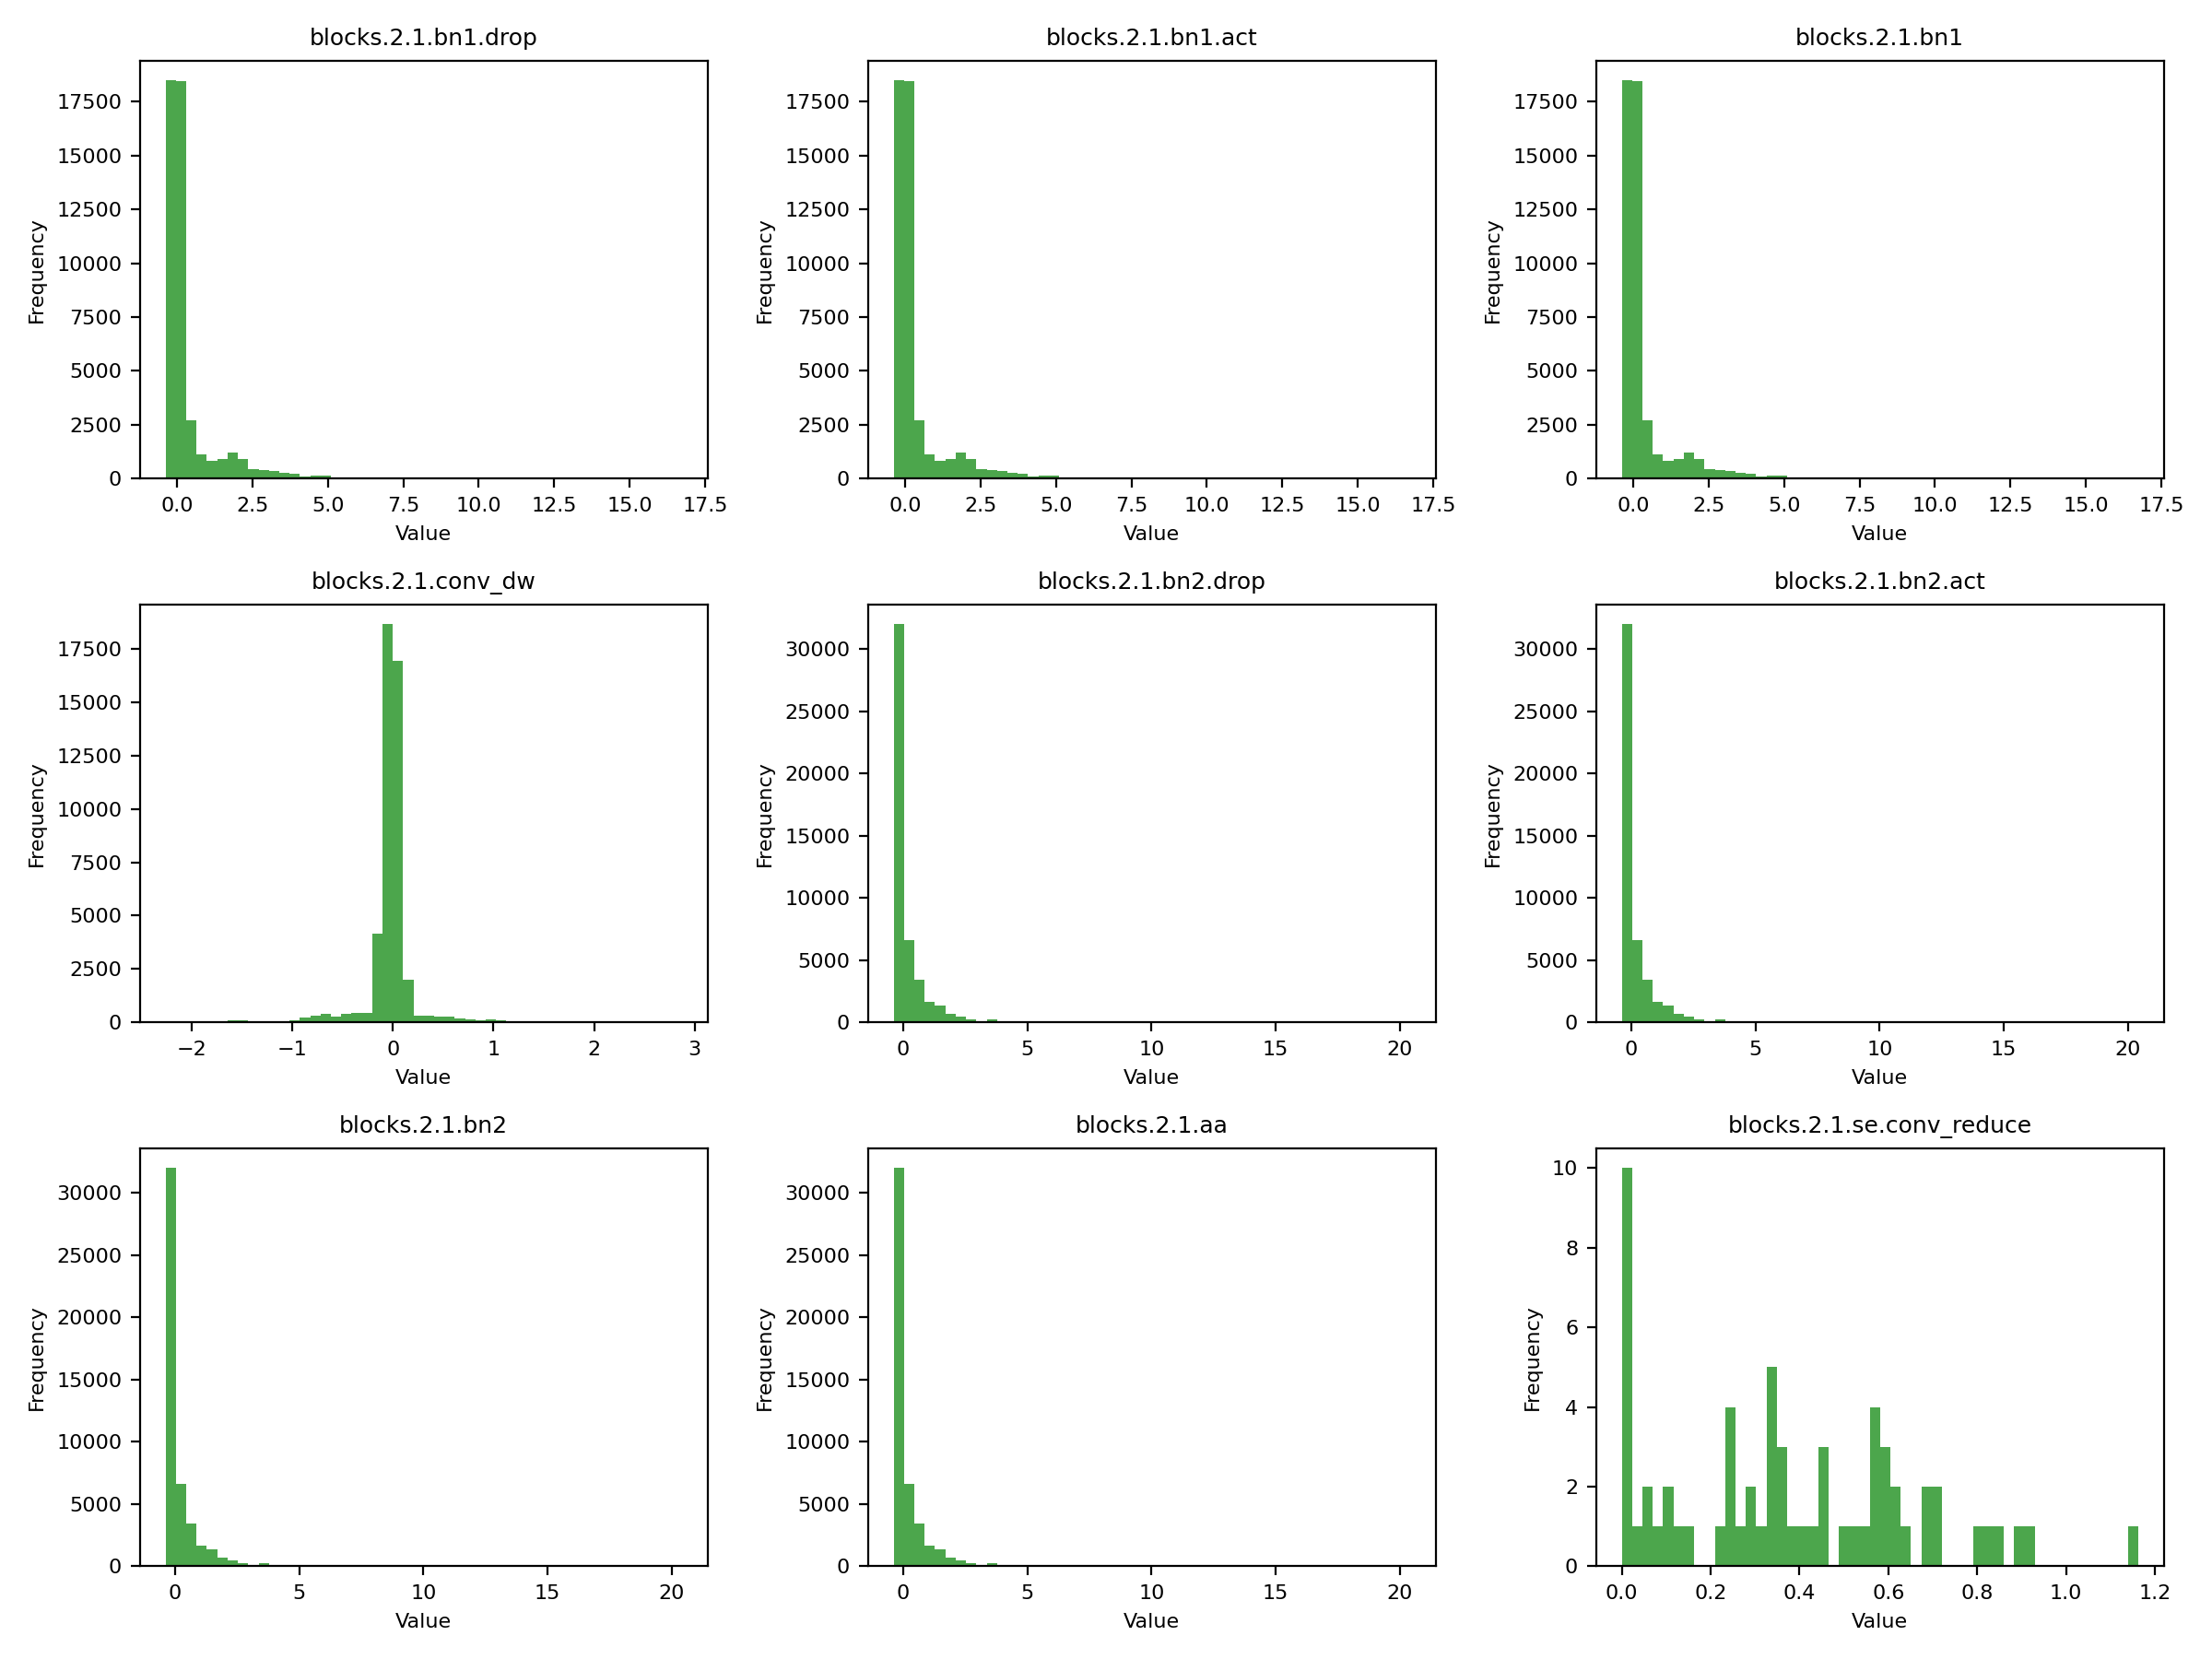 blocks.2.1.bn1.drop
17500
15000
12500
10000
7500
5000
2500
0
Frequency
0.0 2.5 5.0 7.5 10.0 12.5 15.0 17.5
Value
blocks.2.1.bn1.act
17500
15000
12500
10000
7500
5000
2500
0
Frequency
0.0 2.5 5.0 7.5 10.0 12.5 15.0 17.5
Value
blocks.2.1.bn1
17500
15000
12500
10000
7500
5000
2500
0
Frequency
0.0 2.5 5.0 7.5 10.0 12.5 15.0 17.5
Value
blocks.2.1.conv_dw
17500
15000
12500
10000
7500
5000
2500
0
Frequency
−2 −1 0 1 2 3
Value
blocks.2.1.bn2.drop
30000
25000
20000
15000
10000
5000
0
Frequency
0 5 10 15 20
Value
blocks.2.1.bn2.act
30000
25000
20000
15000
10000
5000
0
Frequency
0 5 10 15 20
Value
blocks.2.1.bn2
30000
25000
20000
15000
10000
5000
0
Frequency
0 5 10 15 20
Value
blocks.2.1.aa
30000
25000
20000
15000
10000
5000
0
Frequency
0 5 10 15 20
Value
blocks.2.1.se.conv_reduce
10
8
6
4
2
0
Frequency
0.0 0.2 0.4 0.6 0.8 1.0 1.2
Value